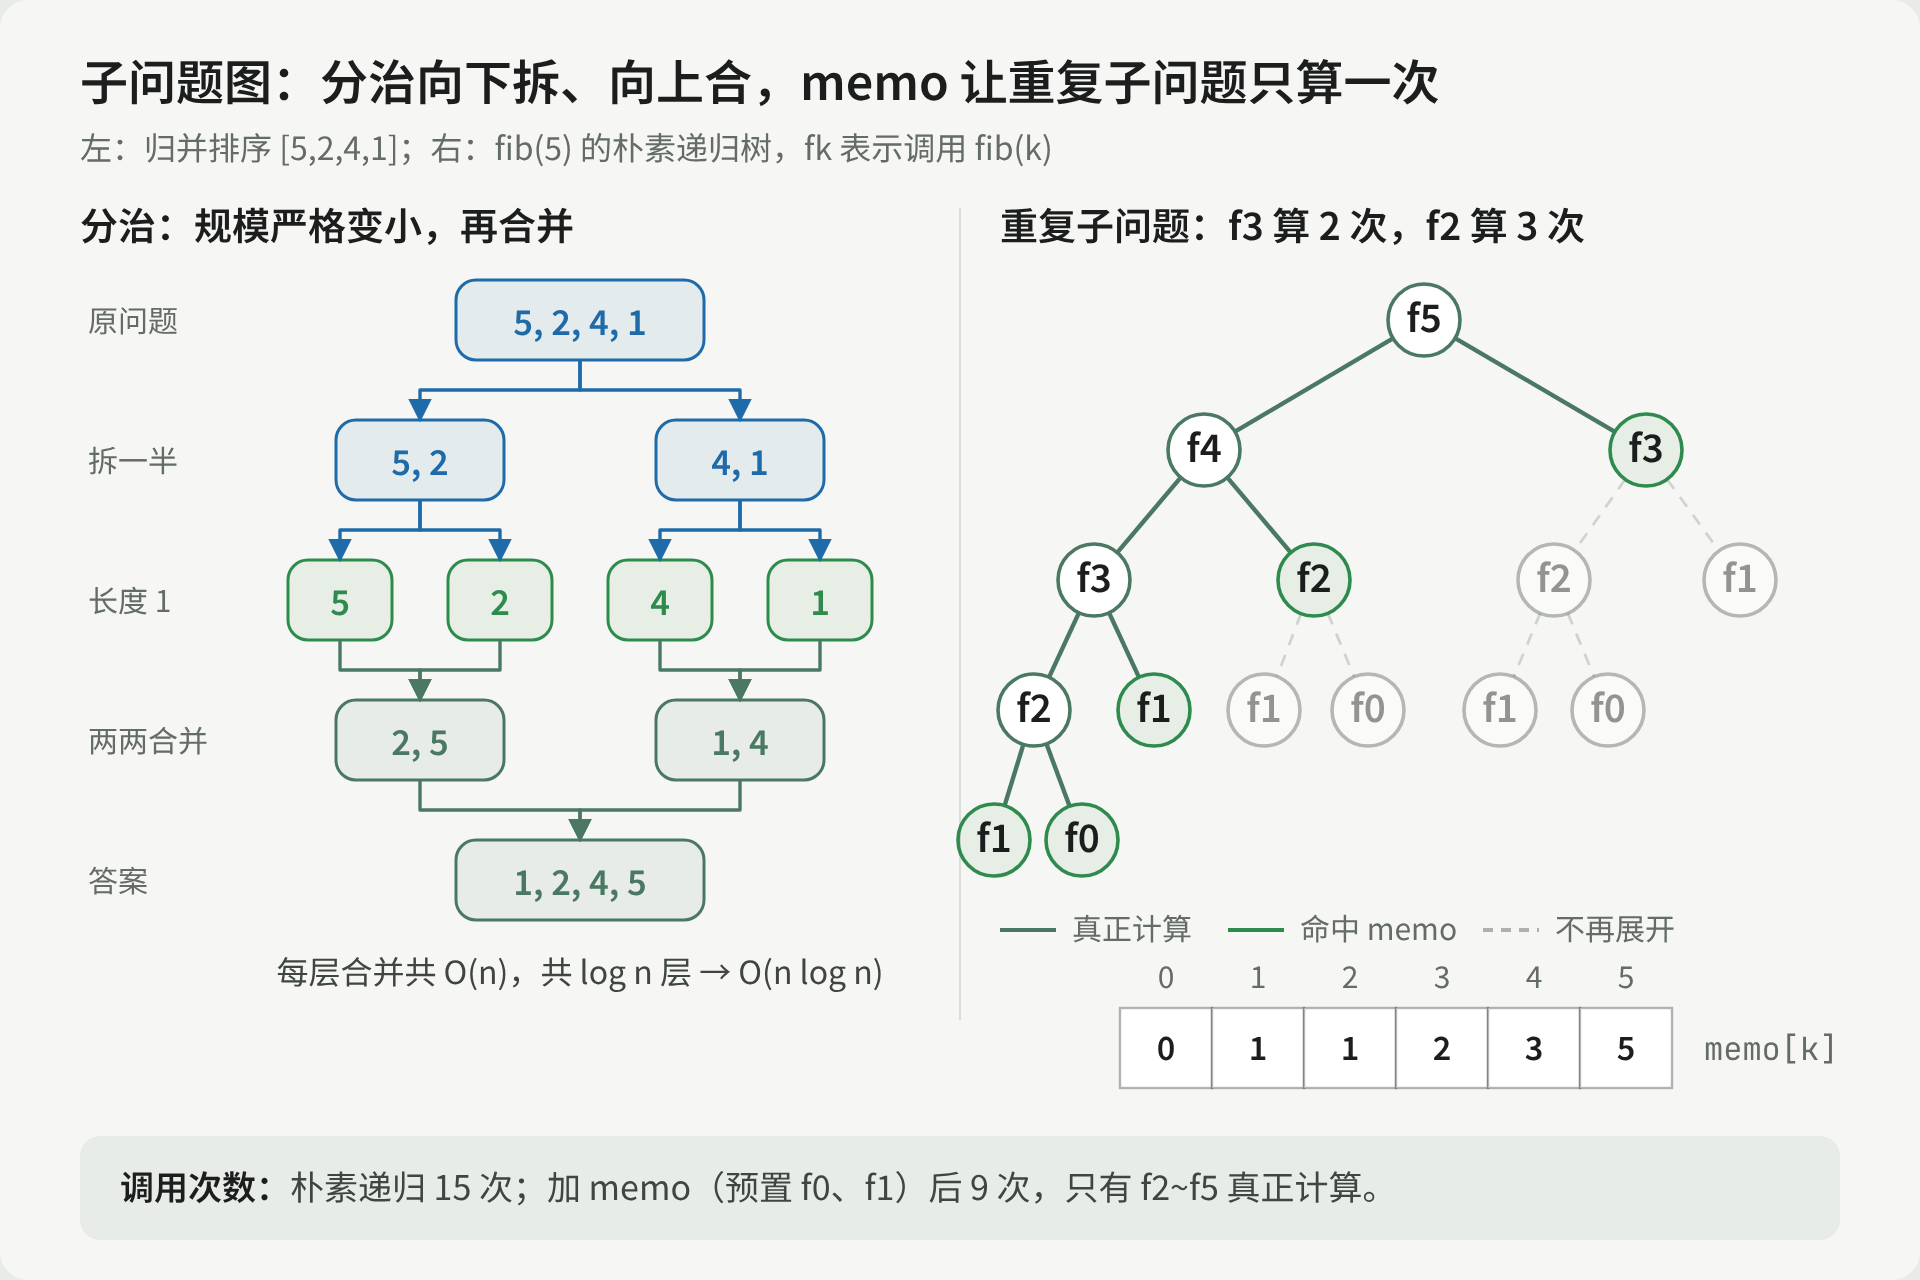 子问题图：分治向下拆、向上合，memo 让重复子问题只算一次
左：归并排序 [5,2,4,1]；右：fib(5) 的朴素递归树，fk 表示调用 fib(k)
分治：规模严格变小，再合并
原问题
5, 2, 4, 1
拆一半
5, 2
4, 1
长度 1
5
2
4
1
两两合并
2, 5
1, 4
答案
1, 2, 4, 5
每层合并共 O(n)，共 log n 层 → O(n log n)
重复子问题：f3 算 2 次，f2 算 3 次
f5
f4
f3
f3
f2
f2
f1
f2
f1
f1
f0
f1
f0
f1
f0
真正计算
命中 memo
不再展开
0 1 2 3 4 5
0 1 1 2 3 5
memo[k]
调用次数：朴素递归 15 次；加 memo（预置 f0、f1）后 9 次，只有 f2~f5 真正计算。